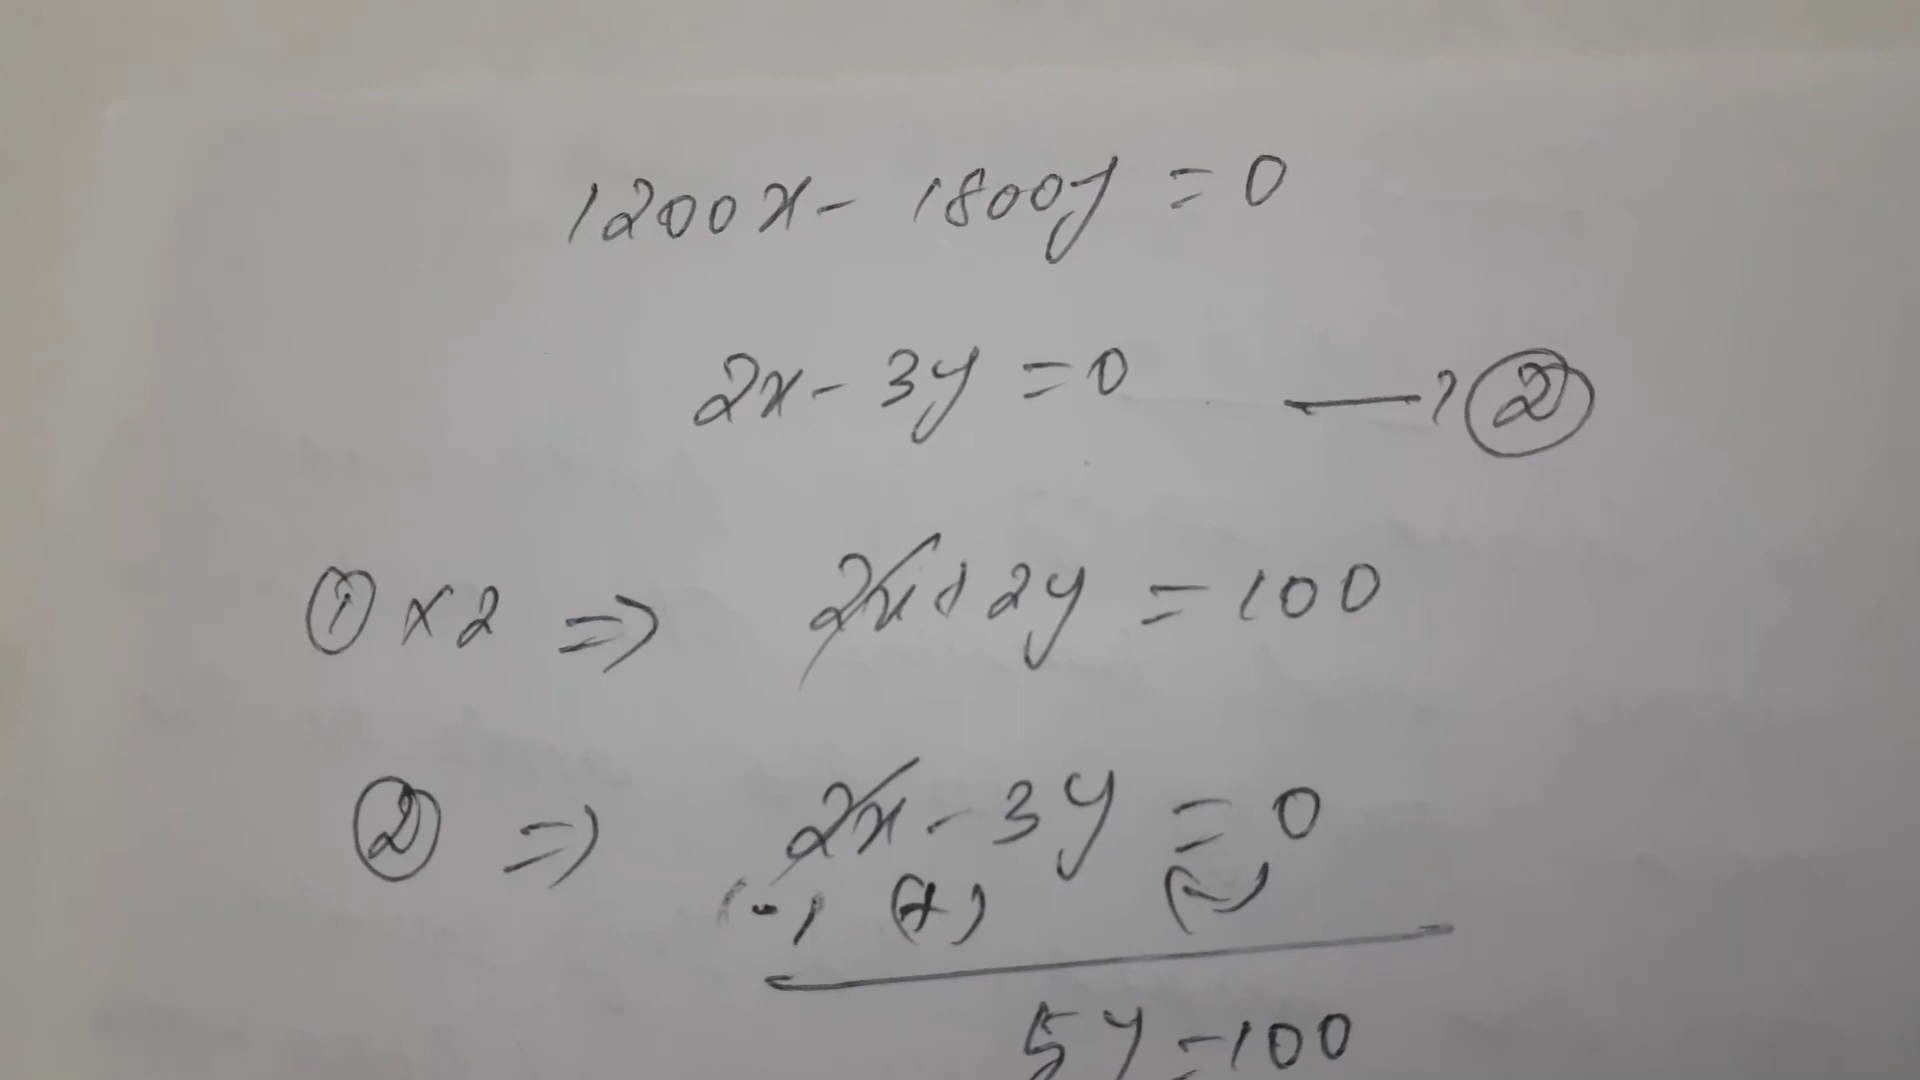 1200x - 1800y = 0
2x - 3y = 0 → ②
① × 2 ⇒ 2x + 2y = 100
② ⇒ 2x - 3y = 0
(-) (+) (-)
5y = 100